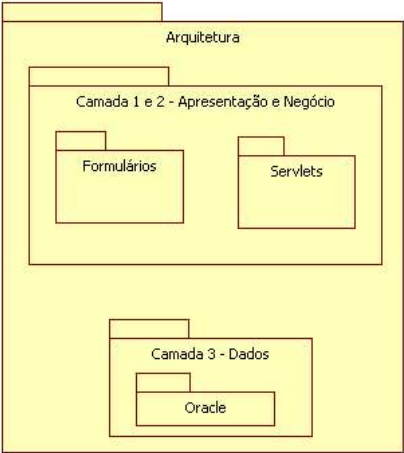 Arquitetura
Camada 1 e 2 - Apresentação e Negócio
Formulários
Servlets
Camada 3 - Dados
Oracle